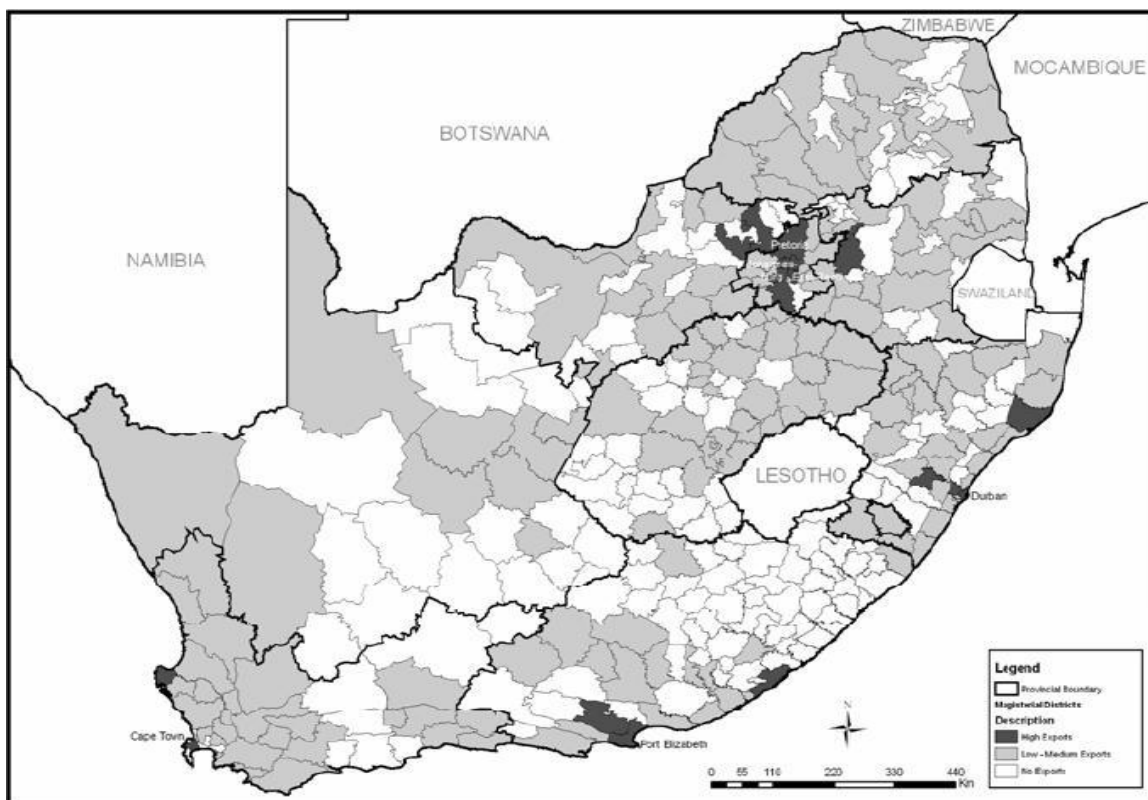 ZIMBABWE
MOCAMBIQUE
BOTSWANA
NAMIBIA
Pretoria
SWAZILAND
LESOTHO
Durban
Cape Town
Port Elizabeth
N
Legend
Provincial Boundary
Magisterial Districts
Description
High Exports
Low - Medium Exports
No Exports
0 55 110 220 330 440
Km